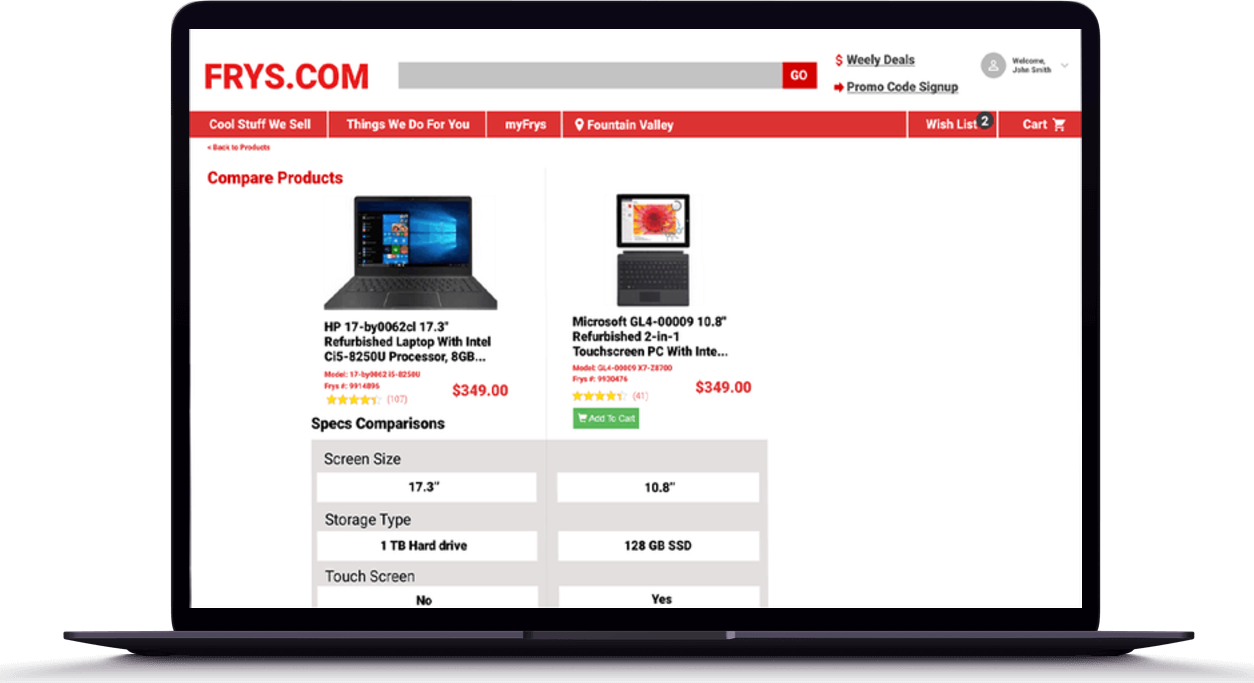 FRYS.COM
GO
$ Weely Deals
Promo Code Signup
Welcome,
John Smith
Cool Stuff We Sell
Things We Do For You
myFrys
Fountain Valley
Wish List 2
Cart
< Back to Products
Compare Products
HP 17-by0062cl 17.3"
Refurbished Laptop With Intel
Ci5-8250U Processor, 8GB...
Model: 17-by0062 i5-8250U
Frys #: 9914896
(107)
$349.00
Microsoft GL4-00009 10.8"
Refurbished 2-in-1
Touchscreen PC With Inte...
Model: GL4-00009 X7-Z8700
Frys #: 9930476
(41)
$349.00
Add To Cart
Specs Comparisons
Screen Size
17.3"
10.8"
Storage Type
1 TB Hard drive
128 GB SSD
Touch Screen
No
Yes